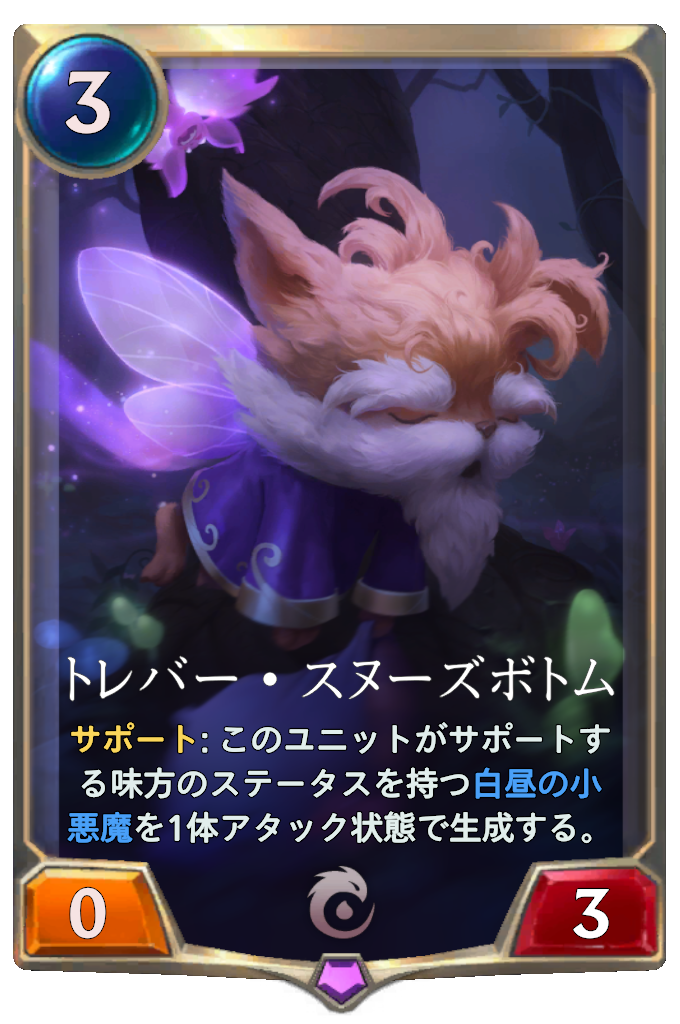 3
トレバー・スヌーズボトム
サポート: このユニットがサポートす
る味方のステータスを持つ白昼の小
悪魔を1体アタック状態で生成する。
0
3